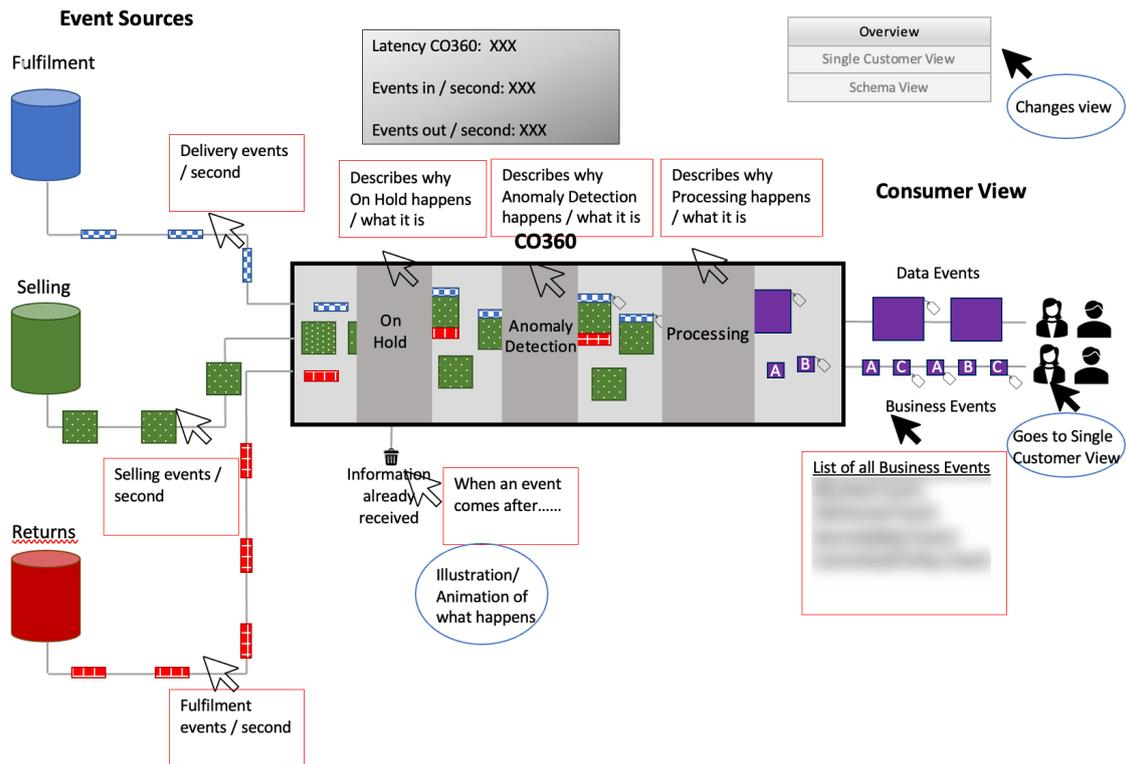 Event Sources
Fulfilment
Latency CO360:  XXX
Events in / second: XXX
Events out / second: XXX
Overview
Single Customer View
Schema View
Changes view
Delivery events
/ second
Describes why
On Hold happens
/ what it is
Describes why
Anomaly Detection
happens / what it is
Describes why
Processing happens
/ what it is
Consumer View
CO360
Selling
On
Hold
Anomaly
Detection
Processing
A
B
Data Events
A
C
A
B
C
Business Events
Goes to Single
Customer View
Selling events /
second
Information
already
received
When an event
comes after......
List of all Business Events
Returns
Illustration/
Animation of
what happens
Fulfilment
events / second